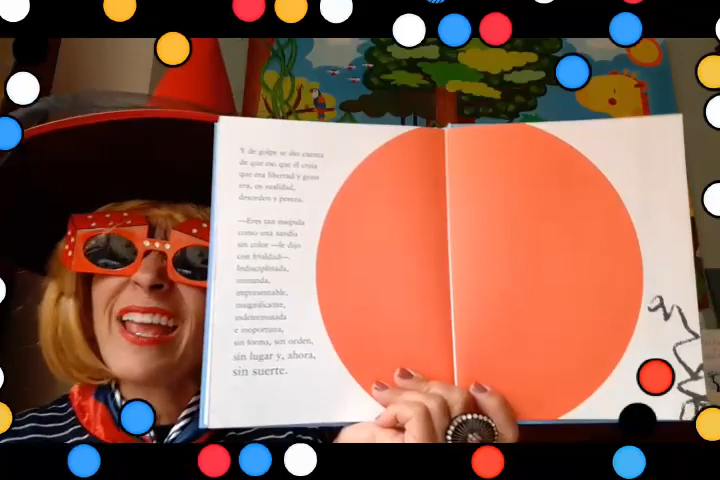 Y de golpe se dio cuenta
de que eso que él creía
que era libertad y gozo
era, en realidad,
desorden y pereza.
—Eres tan insípida
como una sandía
sin color —le dijo
con frialdad—.
Indisciplinada,
inmunda,
impresentable,
insignificante,
indeterminada
e inoportuna,
sin forma, sin orden,
sin lugar y, ahora,
sin suerte.